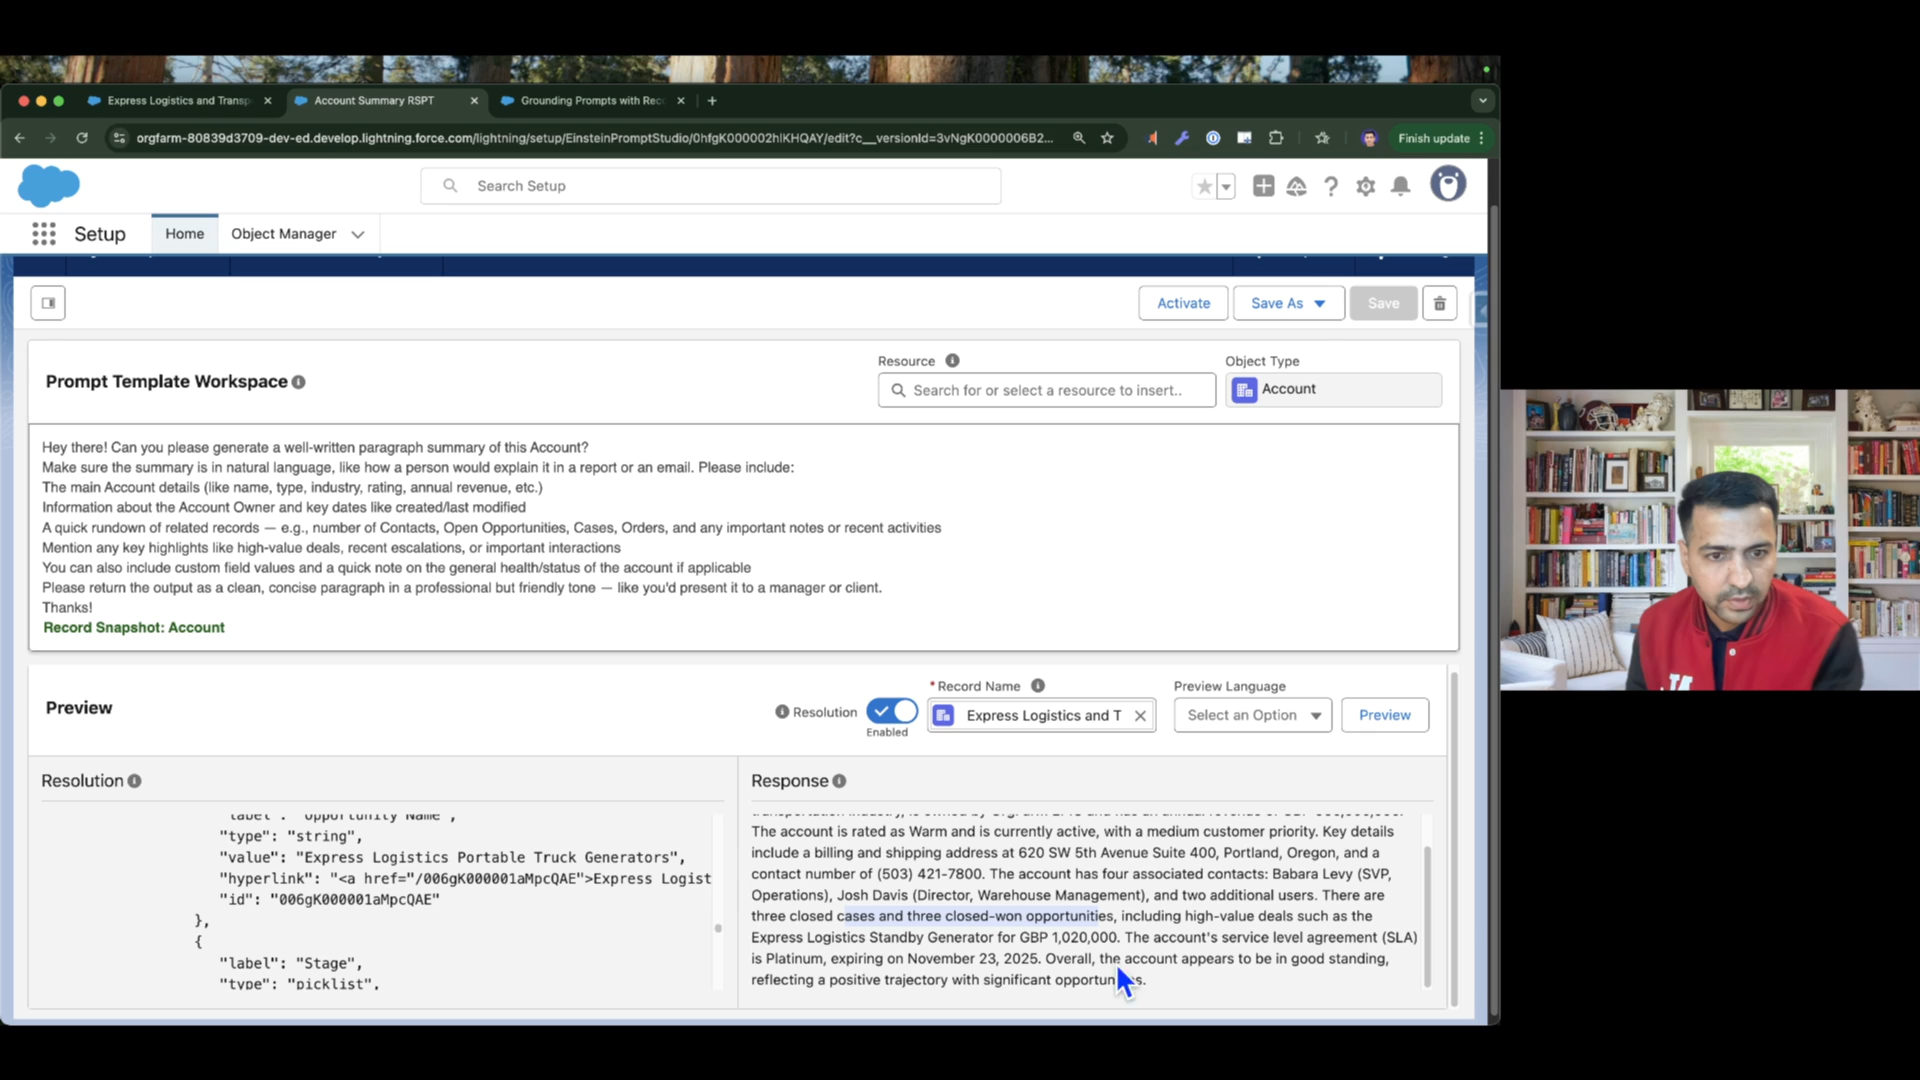 Express Logistics and Transp
Account Summary RSPT
Grounding Prompts with Rec
orgfarm-80839d3709-dev-ed.develop.lightning.force.com/lightning/setup/EinsteinPromptStudio/0hfgK000002hlKHQAY/edit?c__versionId=3vNgK0000006B2...
Finish update
Search Setup
Setup
Home
Object Manager
Activate
Save As
Save
Prompt Template Workspace
Resource
Search for or select a resource to insert..
Object Type
Account
Hey there! Can you please generate a well-written paragraph summary of this Account?
Make sure the summary is in natural language, like how a person would explain it in a report or an email. Please include:
The main Account details (like name, type, industry, rating, annual revenue, etc.)
Information about the Account Owner and key dates like created/last modified
A quick rundown of related records — e.g., number of Contacts, Open Opportunities, Cases, Orders, and any important notes or recent activities
Mention any key highlights like high-value deals, recent escalations, or important interactions
You can also include custom field values and a quick note on the general health/status of the account if applicable
Please return the output as a clean, concise paragraph in a professional but friendly tone — like you'd present it to a manager or client.
Thanks!
Record Snapshot: Account
Preview
Resolution
Enabled
* Record Name
Express Logistics and T
Preview Language
Select an Option
Preview
Resolution
"label": "Opportunity Name",
"type": "string",
"value": "Express Logistics Portable Truck Generators",
"hyperlink": "<a href="/006gK000001aMpcQAE">Express Logist
"id": "006gK000001aMpcQAE"
},
{
"label": "Stage",
"type": "picklist",
Response
The account is rated as Warm and is currently active, with a medium customer priority. Key details
include a billing and shipping address at 620 SW 5th Avenue Suite 400, Portland, Oregon, and a
contact number of (503) 421-7800. The account has four associated contacts: Babara Levy (SVP,
Operations), Josh Davis (Director, Warehouse Management), and two additional users. There are
three closed cases and three closed-won opportunities, including high-value deals such as the
Express Logistics Standby Generator for GBP 1,020,000. The account's service level agreement (SLA)
is Platinum, expiring on November 23, 2025. Overall, the account appears to be in good standing,
reflecting a positive trajectory with significant